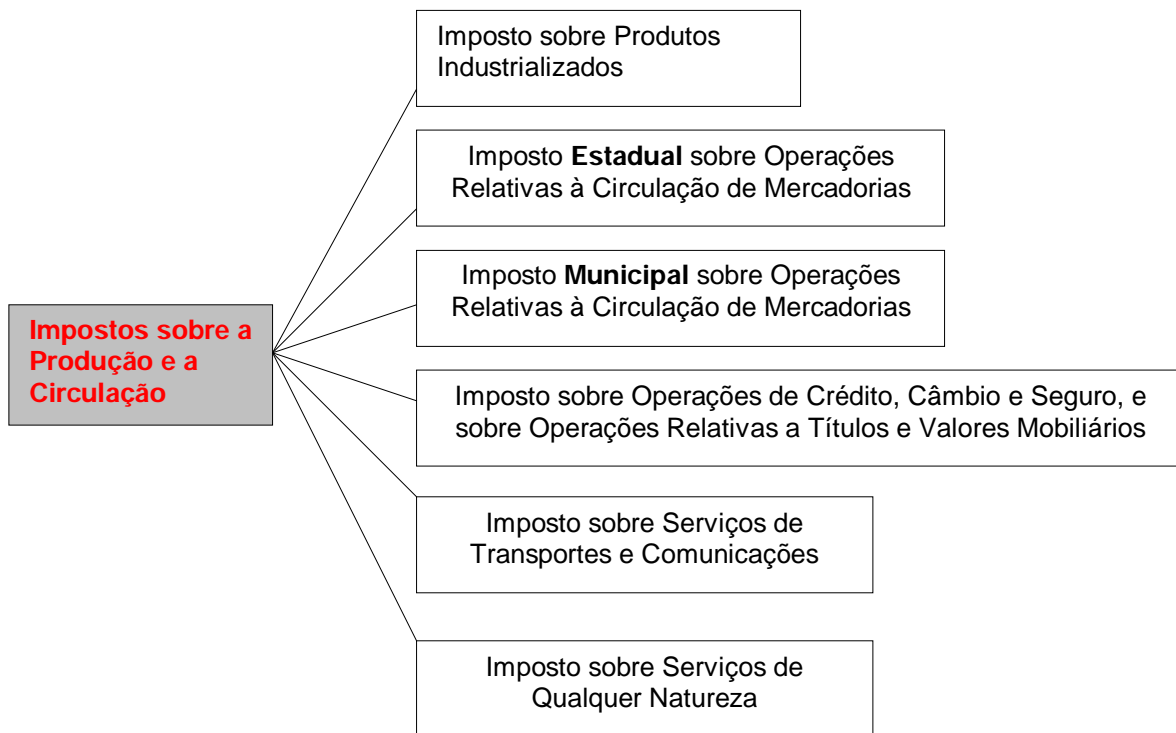 Imposto sobre Produtos
Industrializados
Imposto Estadual sobre Operações
Relativas à Circulação de Mercadorias
Imposto Municipal sobre Operações
Relativas à Circulação de Mercadorias
Impostos sobre a
Produção e a
Circulação
Imposto sobre Operações de Crédito, Câmbio e Seguro, e
sobre Operações Relativas a Títulos e Valores Mobiliários
Imposto sobre Serviços de
Transportes e Comunicações
Imposto sobre Serviços de
Qualquer Natureza